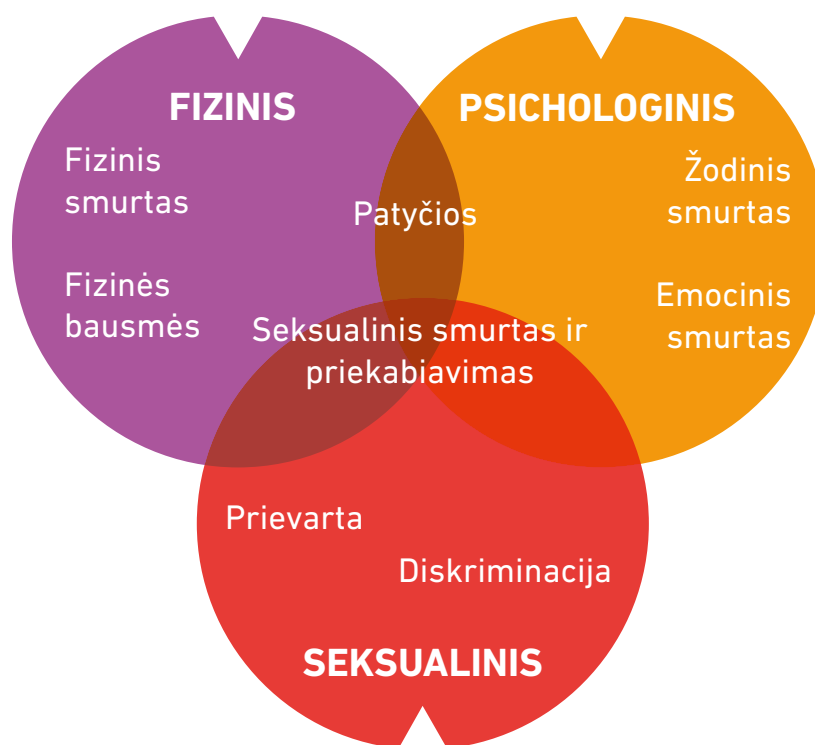 FIZINIS
Fizinis
smurtas
Fizinės
bausmės
PSICHOLOGINIS
Žodinis
smurtas
Emocinis
smurtas
Patyčios
Seksualinis smurtas ir
priekabiavimas
Prievarta
Diskriminacija
SEKSUALINIS